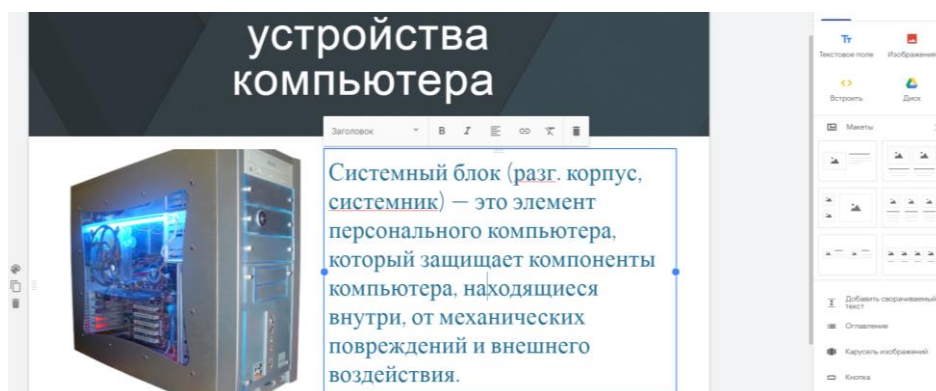 устройства
компьютера
Заголовок
B I
Системный блок (разг. корпус,
системник) – это элемент
персонального компьютера,
который защищает компоненты
компьютера, находящиеся
внутри, от механических
повреждений и внешнего
воздействия.
Тт
Текстовое поле Изображения
Встроить Диск
Макеты
Добавить сворачиваемый
текст
Оглавление
Карусель изображений
Кнопка